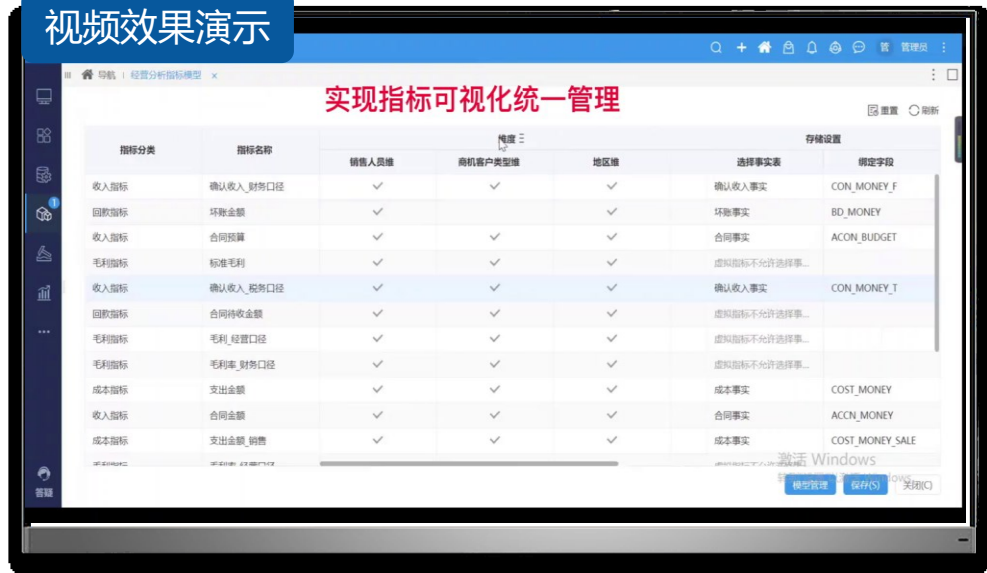 视频效果演示
管 管理员
导航 经营分析指标模型 ×
实现指标可视化统一管理
重置 刷新
指标分类 指标名称 维度 存储设置
销售人员维 商机客户类型维 地区维 选择事实表 绑定字段
收入指标 确认收入_财务口径 确认收入事实 CON_MONEY_F
回款指标 坏账金额 坏账事实 BD_MONEY
收入指标 合同预算 合同事实 ACON_BUDGET
毛利指标 标准毛利 虚拟指标不允许选择事...
收入指标 确认收入_税务口径 确认收入事实 CON_MONEY_T
回款指标 合同待收金额 虚拟指标不允许选择事...
毛利指标 毛利_经营口径 虚拟指标不允许选择事...
毛利指标 毛利率_财务口径 虚拟指标不允许选择事...
成本指标 支出金额 成本事实 COST_MONEY
收入指标 合同金额 合同事实 ACCN_MONEY
成本指标 支出金额_销售 成本事实 COST_MONEY_SALE
激活 Windows
模型管理 保存(S) 关闭(C)
1
答疑